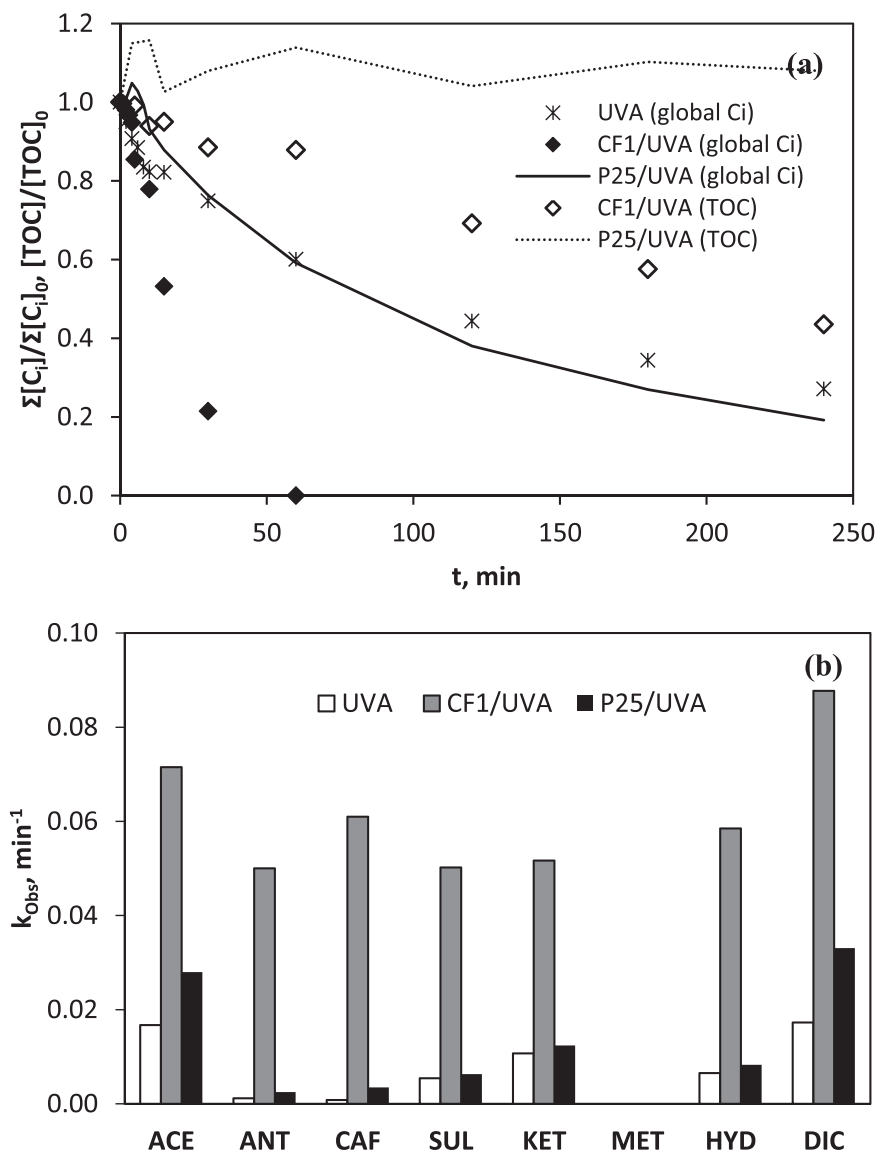 1.2
(a)
UVA (global Ci)
1.0
CF1/UVA (global Ci)
0.8
P25/UVA (global Ci)
CF1/UVA (TOC)
P25/UVA (TOC)
0.6
0.4
0.2
0.0
Σ[Cᵢ]/Σ[Cᵢ]₀, [TOC]/[TOC]₀
0 50 100 150 200 250
t, min
0.10
(b)
UVA CF1/UVA P25/UVA
0.08
0.06
0.04
0.02
0.00
k_Obs, min⁻¹
ACE ANT CAF SUL KET MET HYD DIC